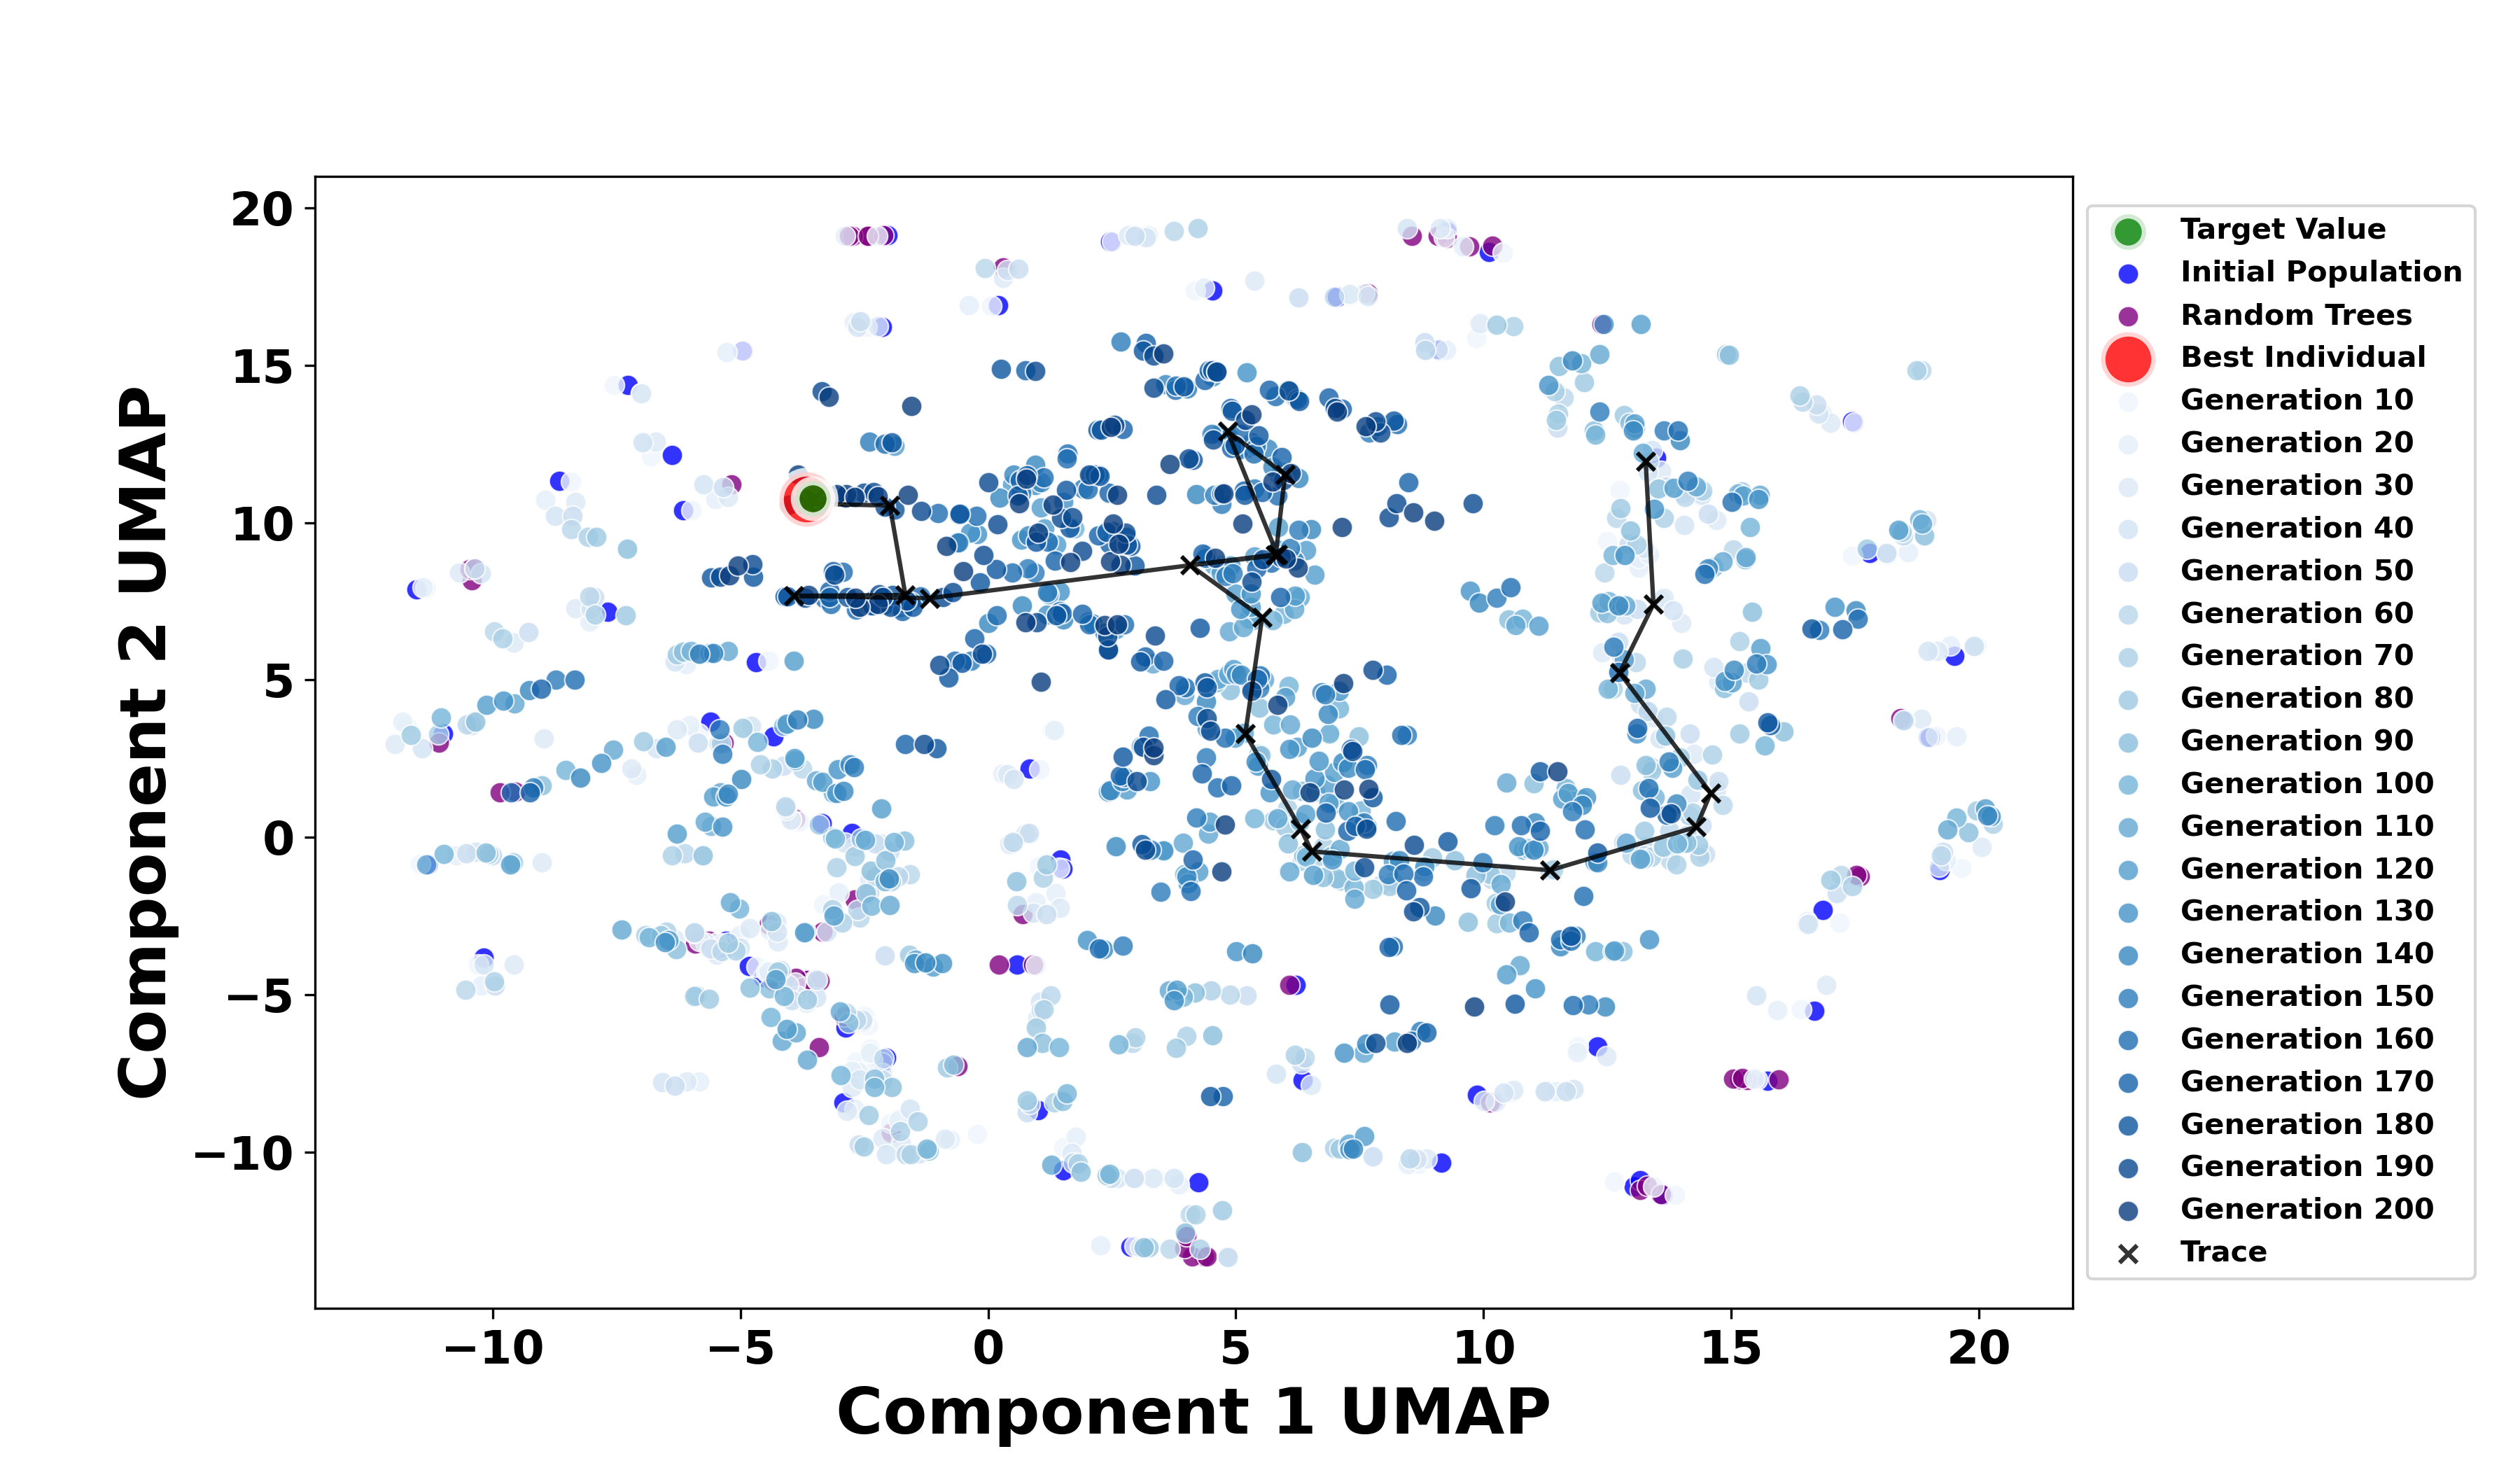 20
15
10
5
0
−5
−10
−10
−5
0
5
10
15
20
Component 2 UMAP
Component 1 UMAP
Target Value
Initial Population
Random Trees
Best Individual
Generation 10
Generation 20
Generation 30
Generation 40
Generation 50
Generation 60
Generation 70
Generation 80
Generation 90
Generation 100
Generation 110
Generation 120
Generation 130
Generation 140
Generation 150
Generation 160
Generation 170
Generation 180
Generation 190
Generation 200
Trace